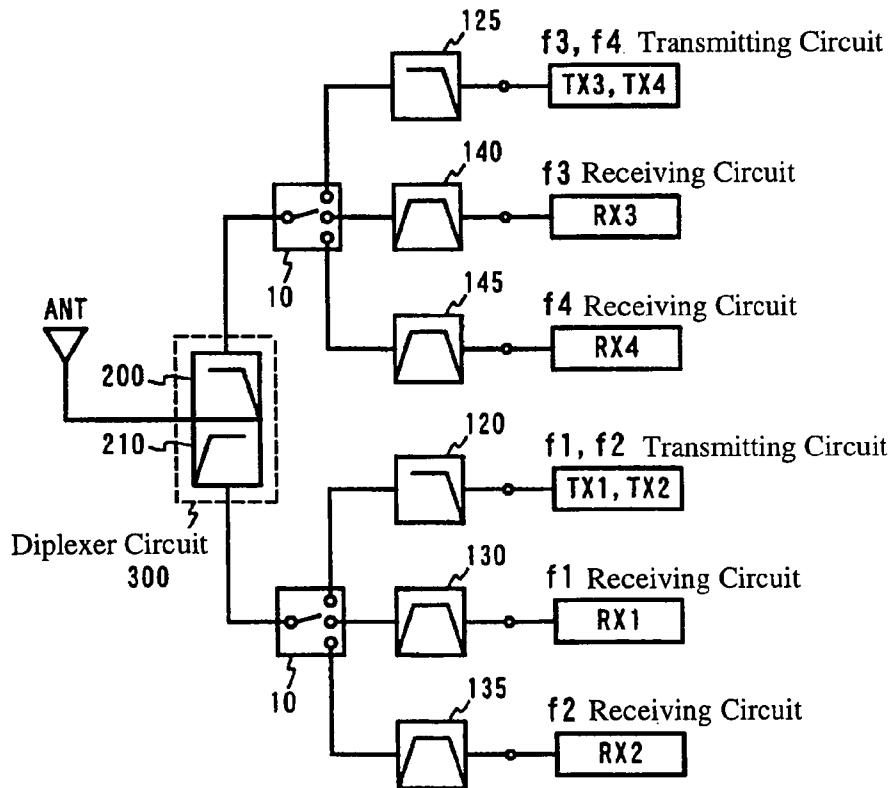 125
f3, f4 Transmitting Circuit
TX3, TX4
140
f3 Receiving Circuit
RX3
10
145
f4 Receiving Circuit
RX4
ANT
200
210
120
f1, f2 Transmitting Circuit
TX1, TX2
Diplexer Circuit
300
130
f1 Receiving Circuit
RX1
10
135
f2 Receiving Circuit
RX2